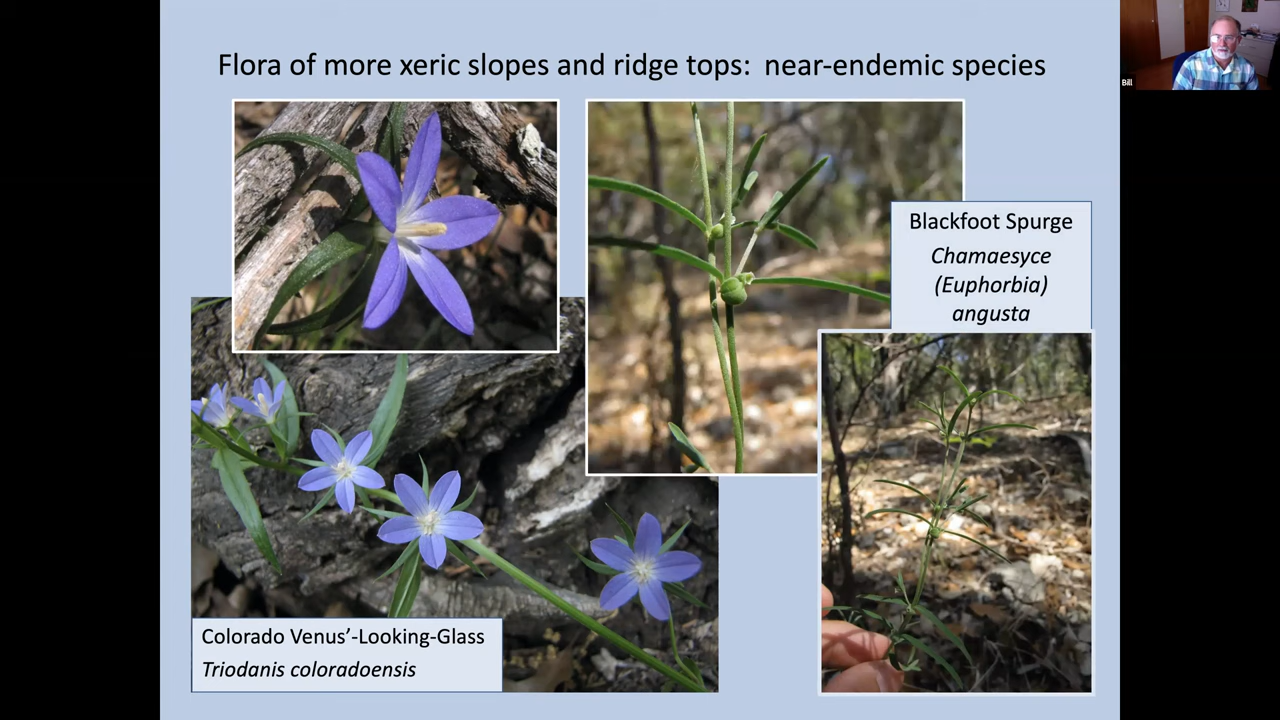 Flora of more xeric slopes and ridge tops: near-endemic species
Bill
Blackfoot Spurge
Chamaesyce
(Euphorbia)
angusta
Colorado Venus’-Looking-Glass
Triodanis coloradoensis